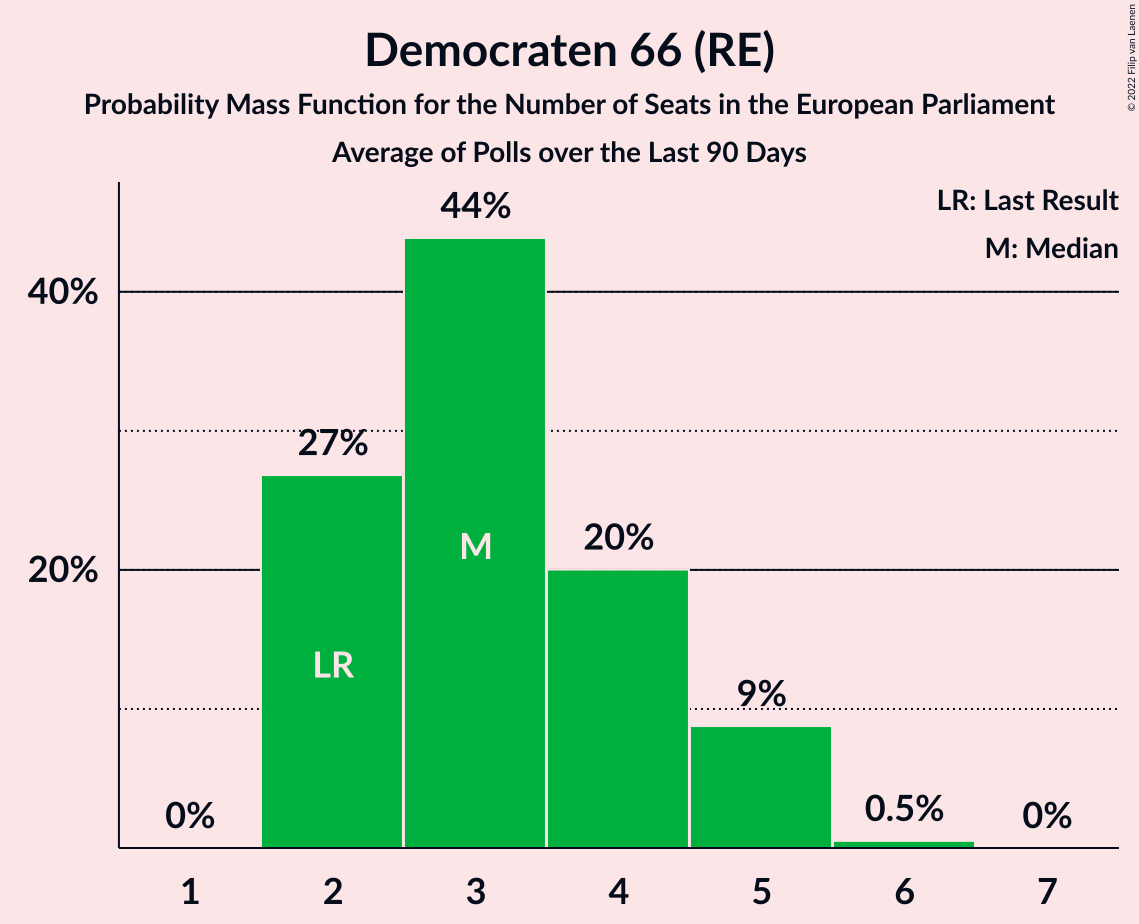 Democraten 66 (RE)
Probability Mass Function for the Number of Seats in the European Parliament
Average of Polls over the Last 90 Days
© 2022 Filip van Laenen
LR: Last Result
M: Median
44%
40%
27%
M
20%
20%
LR
9%
0%
0.5%
0%
1 2 3 4 5 6 7